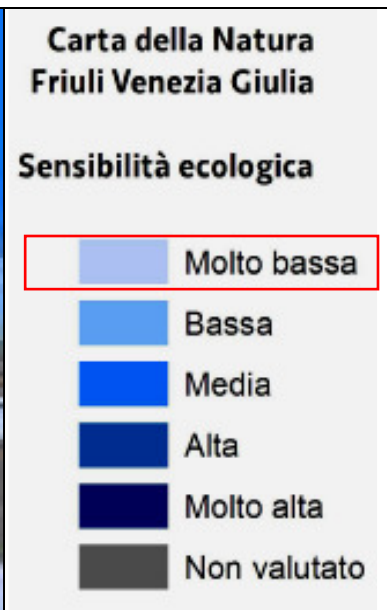 Carta della Natura
Friuli Venezia Giulia
Sensibilità ecologica
Molto bassa
Bassa
Media
Alta
Molto alta
Non valutato